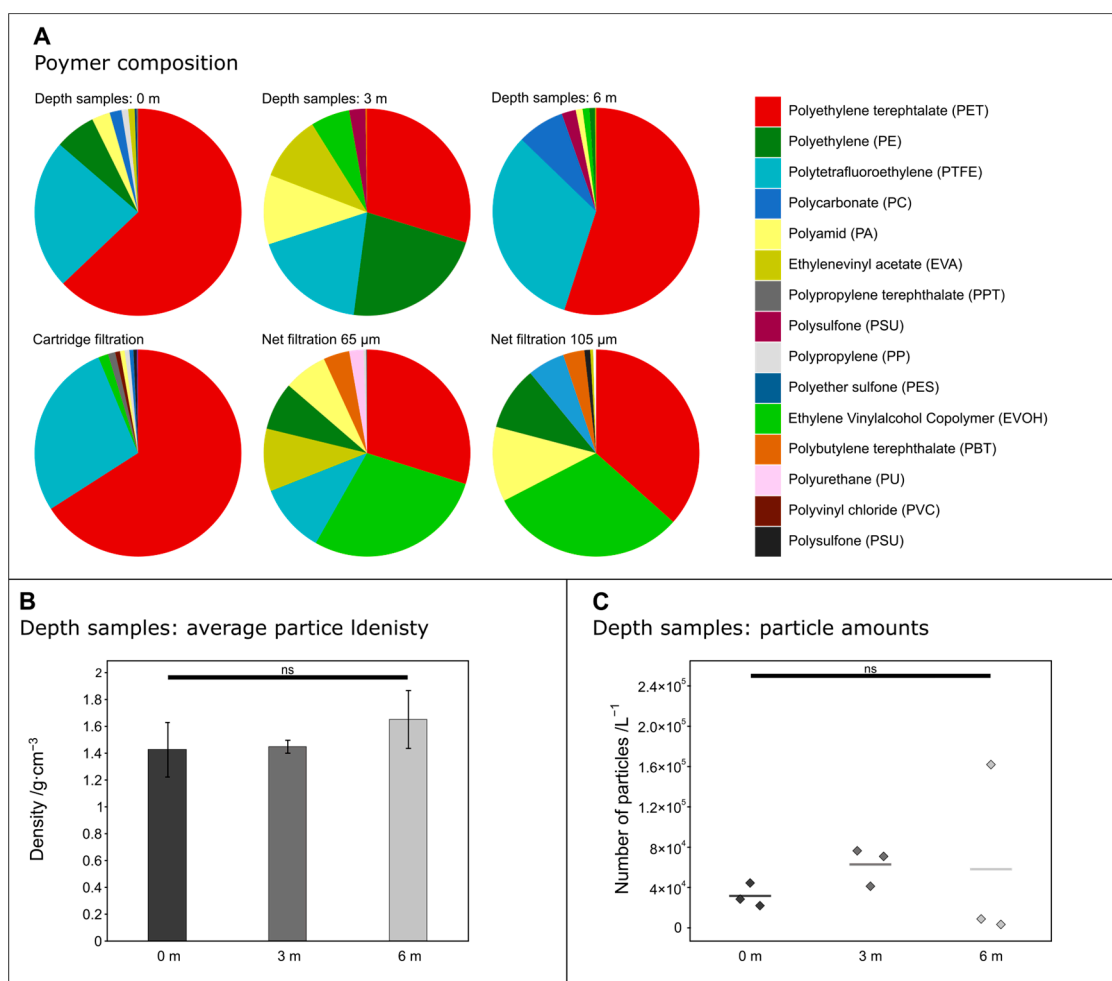 A
Poymer composition
Depth samples: 0 m
Depth samples: 3 m
Depth samples: 6 m
Cartridge filtration
Net filtration 65 µm
Net filtration 105 µm
Polyethylene terephtalate (PET)
Polyethylene (PE)
Polytetrafluoroethylene (PTFE)
Polycarbonate (PC)
Polyamid (PA)
Ethylenevinyl acetate (EVA)
Polypropylene terephthalate (PPT)
Polysulfone (PSU)
Polypropylene (PP)
Polyether sulfone (PES)
Ethylene Vinylalcohol Copolymer (EVOH)
Polybutylene terephthalate (PBT)
Polyurethane (PU)
Polyvinyl chloride (PVC)
Polysulfone (PSU)
B
Depth samples: average partice ldenisty
ns
Density /g·cm⁻³
2
1.8
1.6
1.4
1.2
1
0.8
0.6
0.4
0.2
0
0 m
3 m
6 m
C
Depth samples: particle amounts
ns
Number of particles /L⁻¹
2.4×10⁵
2.0×10⁵
1.6×10⁵
1.2×10⁵
8×10⁴
4×10⁴
0
0 m
3 m
6 m